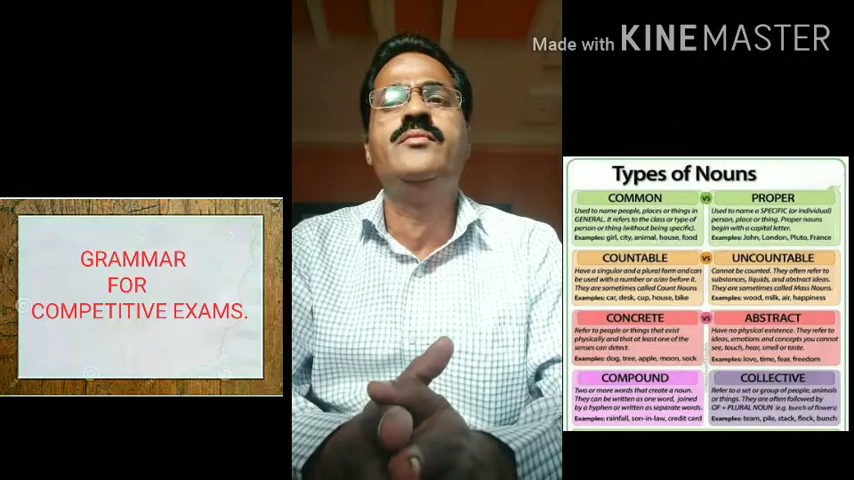 Made with KINEMASTER
GRAMMAR
FOR
COMPETITIVE EXAMS.
Types of Nouns
COMMON vs PROPER
Used to name people, places or things in
GENERAL. It refers to the class or type of
person or thing (without being specific).
Examples: girl, city, animal, house, food
Used to name a SPECIFIC (or individual)
person, place or thing. Proper nouns
begin with a capital letter.
Examples: John, London, Pluto, France
COUNTABLE vs UNCOUNTABLE
Have a singular and a plural form and can
be used with a number or a/an before it.
They are sometimes called Count Nouns
Examples: car, desk, cup, house, bike
Cannot be counted. They often refer to
substances, liquids, and abstract ideas.
They are sometimes called Mass Nouns.
Examples: wood, milk, air, happiness
CONCRETE vs ABSTRACT
Refer to people or things that exist
physically and that at least one of the
senses can detect.
Examples: dog, tree, apple, moon, sock
Have no physical existence. They refer to
ideas, emotions and concepts you cannot
see, touch, hear, smell or taste.
Examples: love, time, fear, freedom
COMPOUND COLLECTIVE
Two or more words that create a noun.
They can be written as one word, joined
by a hyphen or written as separate words.
Examples: rainfall, son-in-law, credit card
Refer to a set or group of people, animals
or things. They are often followed by
OF + PLURAL NOUN (e.g. bunch of flowers)
Examples: team, pile, stack, flock, bunch